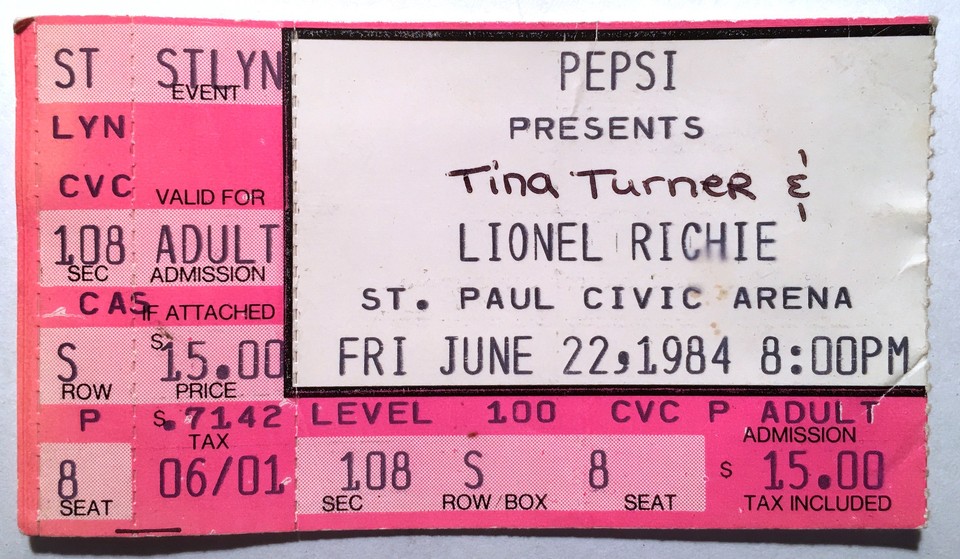 ST STLYN
EVENT
LYN
CVC VALID FOR
108 ADULT
SEC ADMISSION
CAS IF ATTACHED
S $15.00
ROW PRICE
P $.7142
TAX
8 06/01
SEAT
PEPSI
PRESENTS
Tina Turner &
LIONEL RICHIE
ST. PAUL CIVIC ARENA
FRI JUNE 22,1984 8:00PM
LEVEL 100 CVC P ADULT
ADMISSION
108 S 8 $ 15.00
SEC ROW/BOX SEAT TAX INCLUDED